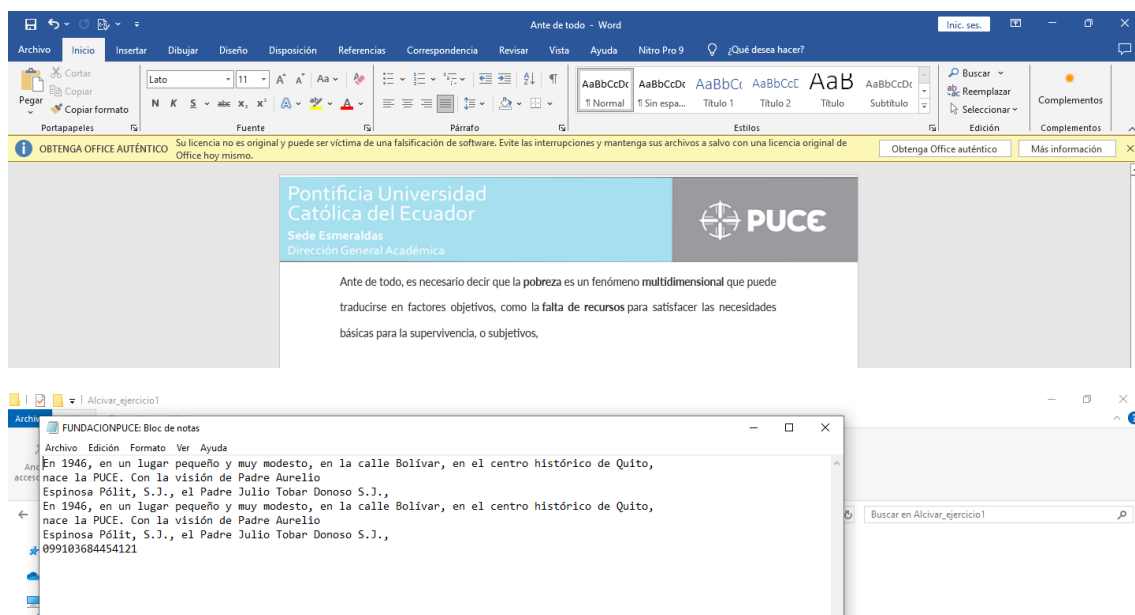 Ante de todo - Word
Inic. ses.
Archivo Inicio Insertar Dibujar Diseño Disposición Referencias Correspondencia Revisar Vista Ayuda Nitro Pro 9 ¿Qué desea hacer?
Pegar
Cortar
Copiar
Copiar formato
Portapapeles
Lato 11 A A Aa
N K S abc x, x² A A
Fuente
Párrafo
AaBbCcDc AaBbCcDc AaBbCc AaBbCcE AaB AaBbCcDc
¶ Normal ¶ Sin espa... Título 1 Título 2 Título Subtítulo
Estilos
Buscar
Reemplazar
Seleccionar
Edición
Complementos
Complementos
OBTENGA OFFICE AUTÉNTICO Su licencia no es original y puede ser víctima de una falsificación de software. Evite las interrupciones y mantenga sus archivos a salvo con una licencia original de
Office hoy mismo.
Obtenga Office auténtico Más información
Pontificia Universidad
Católica del Ecuador
Sede Esmeraldas
Dirección General Académica
PUCE
Ante de todo, es necesario decir que la pobreza es un fenómeno multidimensional que puede
traducirse en factores objetivos, como la falta de recursos para satisfacer las necesidades
básicas para la supervivencia, o subjetivos,
Alcivar_ejercicio1
FUNDACIONPUCE: Bloc de notas
Archivo Edición Formato Ver Ayuda
En 1946, en un lugar pequeño y muy modesto, en la calle Bolívar, en el centro histórico de Quito,
nace la PUCE. Con la visión de Padre Aurelio
Espinosa Pólit, S.J., el Padre Julio Tobar Donoso S.J.,
En 1946, en un lugar pequeño y muy modesto, en la calle Bolívar, en el centro histórico de Quito,
nace la PUCE. Con la visión de Padre Aurelio
Espinosa Pólit, S.J., el Padre Julio Tobar Donoso S.J.,
099103684454121
Buscar en Alcivar_ejercicio1